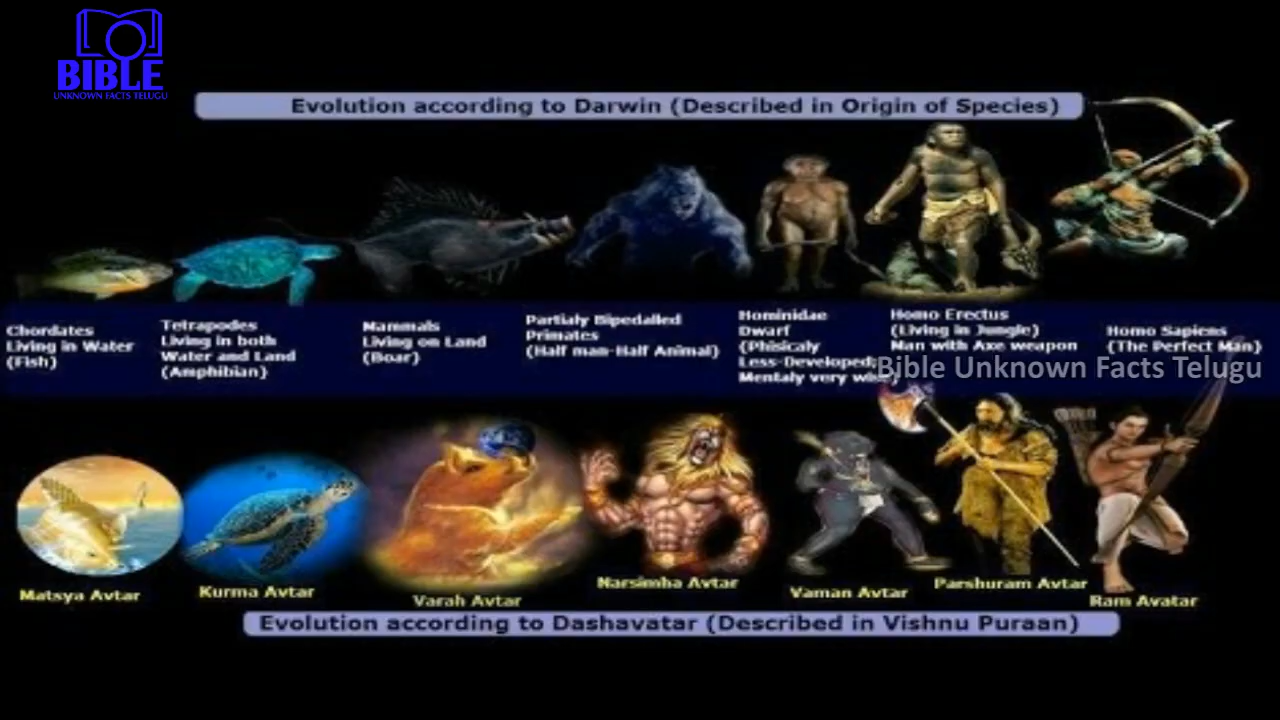 BIBLE
UNKNOWN FACTS TELUGU
Evolution according to Darwin (Described in Origin of Species)
Chordates
Living in Water
(Fish)
Tetrapodes
Living in both
Water and Land
(Amphibian)
Mammals
Living on Land
(Boar)
Partialy Bipedalled
Primates
(Half man-Half Animal)
Hominidae
Dwarf
(Phisicaly
Less-Developed,
Mentaly very
Homo Erectus
(Living in Jungle)
Man with Axe weapon
Homo Sapiens
(The Perfect Man)
Bible Unknown Facts Telugu
Matsya Avtar
Kurma Avtar
Varah Avtar
Narsimha Avtar
Vaman Avtar
Parshuram Avtar
Ram Avatar
Evolution according to Dashavatar (Described in Vishnu Puraan)